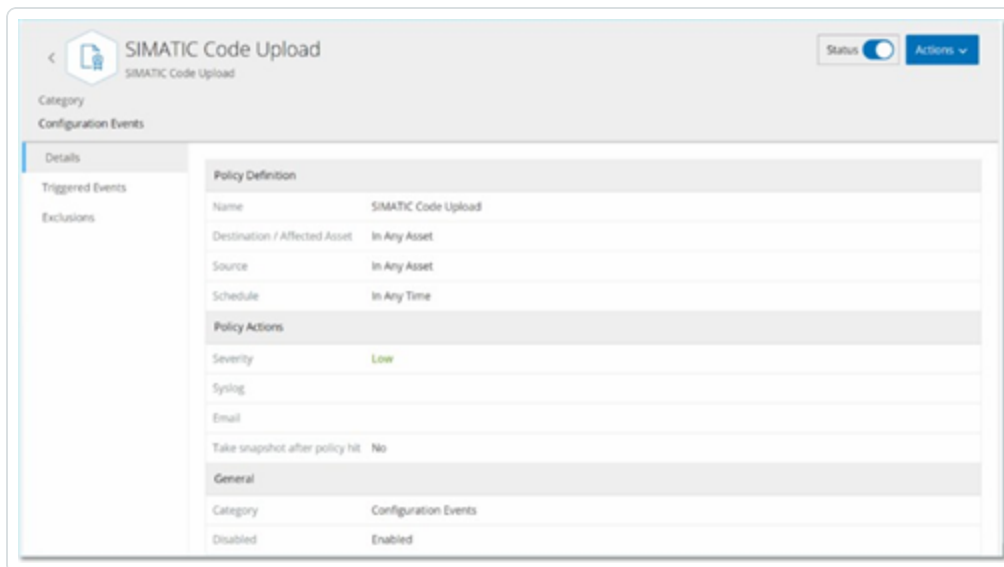 SIMATIC Code Upload
Status
Actions
SIMATIC Code Upload
Category
Configuration Events
Details
Triggered Events
Exclusions
Policy Definition
Name SIMATIC Code Upload
Destination / Affected Asset In Any Asset
Source In Any Asset
Schedule In Any Time
Policy Actions
Severity Low
Syslog
Email
Take snapshot after policy hit No
General
Category Configuration Events
Disabled Enabled